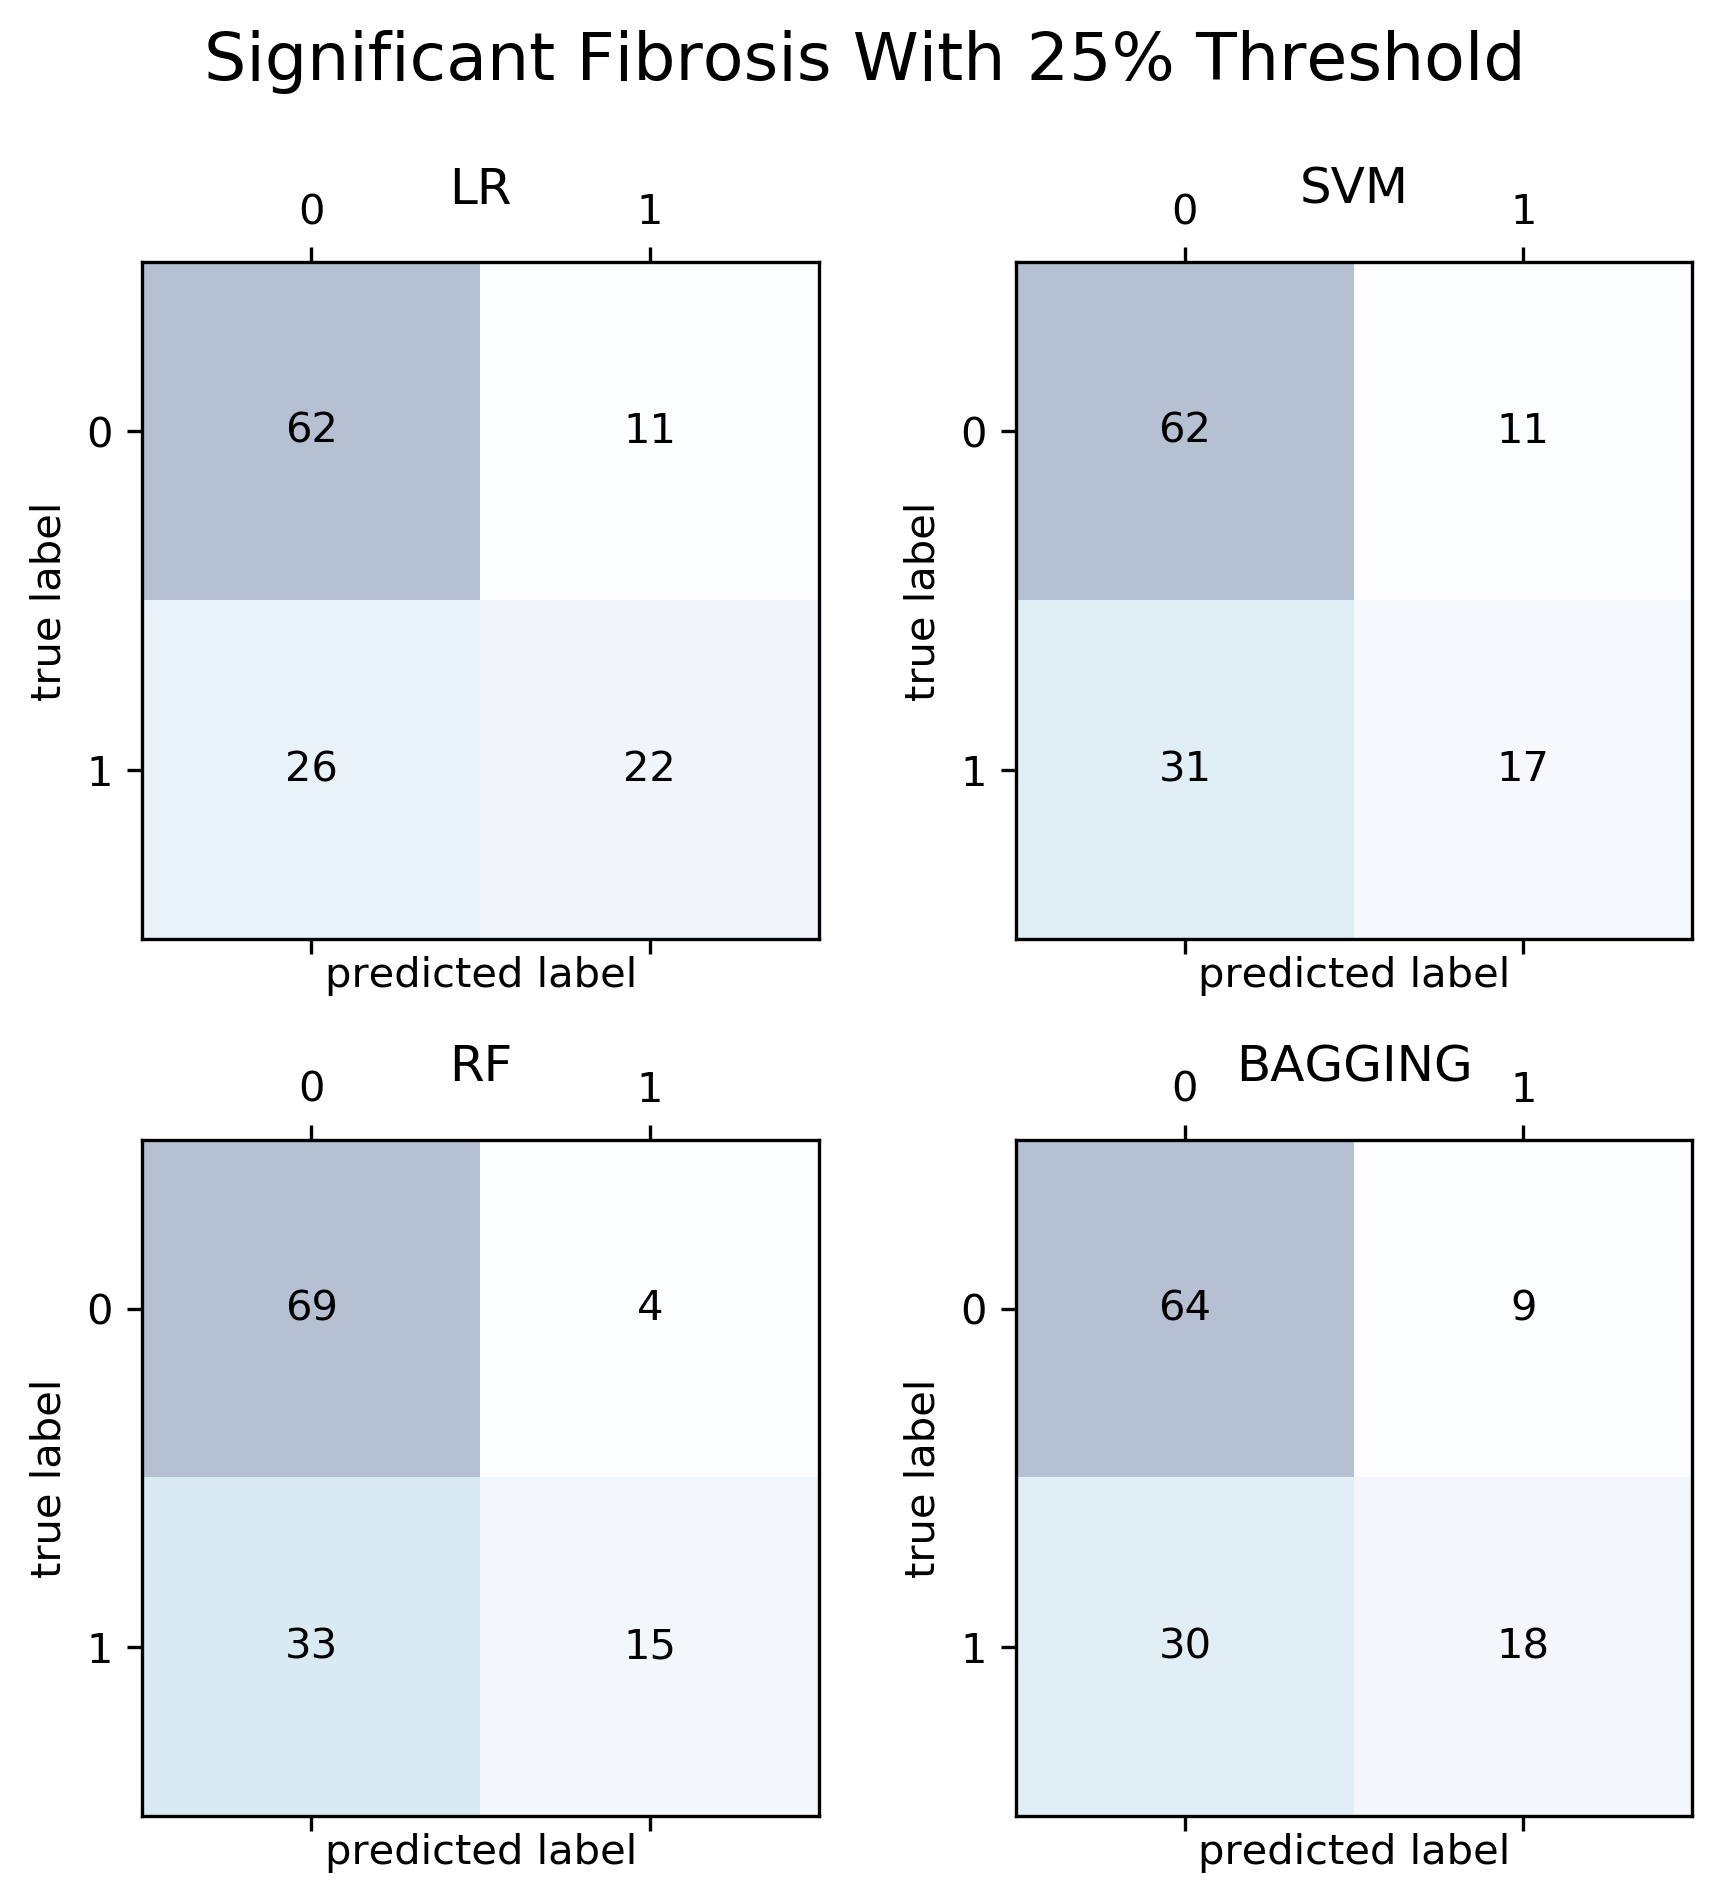 Significant Fibrosis With 25% Threshold
LR
0 1
0
62 11
true label
1
26 22
predicted label
SVM
0 1
0
62 11
true label
1
31 17
predicted label
RF
0 1
0
69 4
true label
1
33 15
predicted label
BAGGING
0 1
0
64 9
true label
1
30 18
predicted label